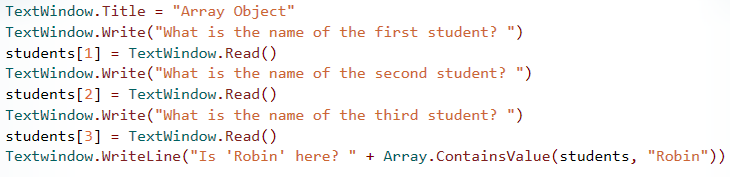 TextWindow.Title = "Array Object"
TextWindow.Write("What is the name of the first student? ")
students[1] = TextWindow.Read()
TextWindow.Write("What is the name of the second student? ")
students[2] = TextWindow.Read()
TextWindow.Write("What is the name of the third student? ")
students[3] = TextWindow.Read()
Textwindow.WriteLine("Is 'Robin' here? " + Array.ContainsValue(students, "Robin"))